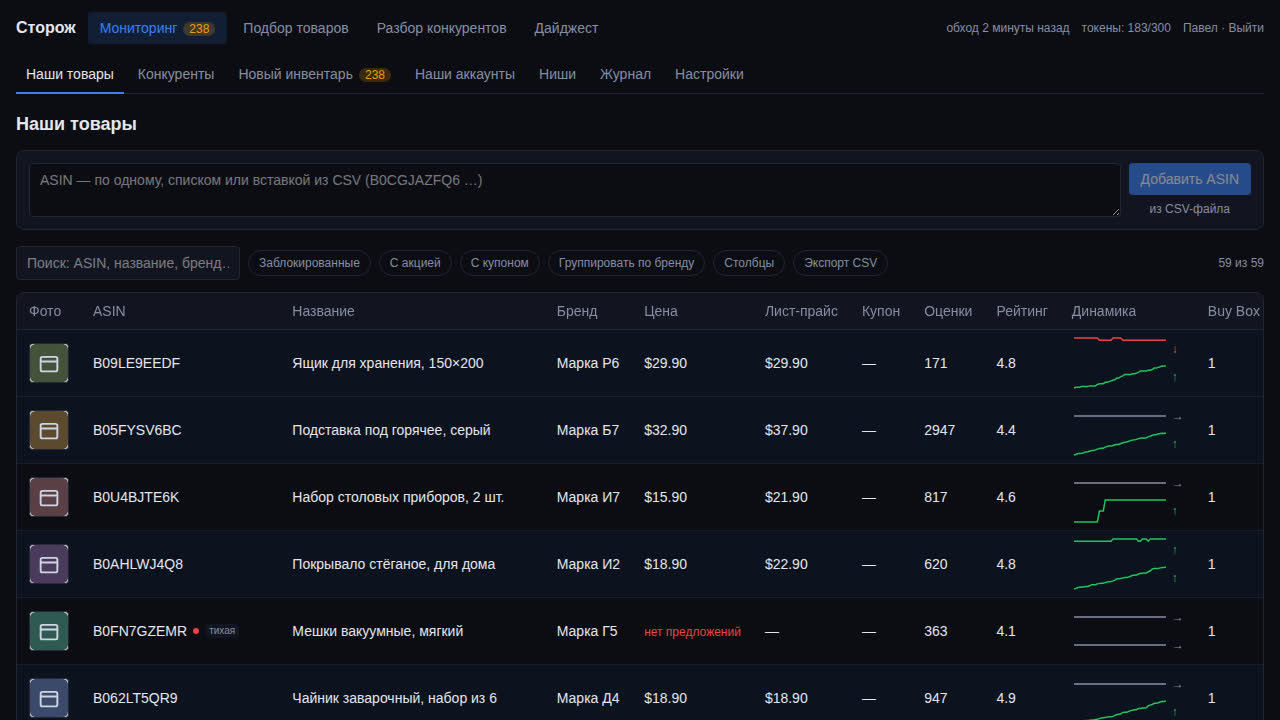 Сторож Мониторинг 238 Подбор товаров Разбор конкурентов Дайджест обход 2 минуты назад токены: 183/300 Павел · Выйти
Наши товары Конкуренты Новый инвентарь 238 Наши аккаунты Ниши Журнал Настройки
Наши товары
ASIN — по одному, списком или вставкой из CSV (B0CGJAZFQ6 …) Добавить ASIN
из CSV-файла
Поиск: ASIN, название, бренд.. Заблокированные С акцией С купоном Группировать по бренду Столбцы Экспорт CSV 59 из 59
Фото ASIN Название Бренд Цена Лист-прайс Купон Оценки Рейтинг Динамика Buy Box
B09LE9EEDF Ящик для хранения, 150×200 Марка Р6 $29.90 $29.90 — 171 4.8 ↓ ↑ 1
B05FYSV6BC Подставка под горячее, серый Марка Б7 $32.90 $37.90 — 2947 4.4 → ↑ 1
B0U4BJTE6K Набор столовых приборов, 2 шт. Марка И7 $15.90 $21.90 — 817 4.6 → ↑ 1
B0AHLWJ4Q8 Покрывало стёганое, для дома Марка И2 $18.90 $22.90 — 620 4.8 ↑ ↑ 1
B0FN7GZEMR тихая Мешки вакуумные, мягкий Марка Г5 нет предложений — — 363 4.1 → → 1
B062LT5QR9 Чайник заварочный, набор из 6 Марка Д4 $18.90 $18.90 — 947 4.9 → ↑ 1